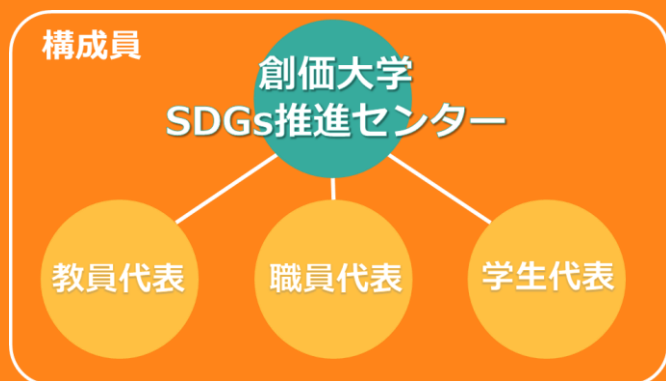 構成員
創価大学
SDGs推進センター
教員代表
職員代表
学生代表